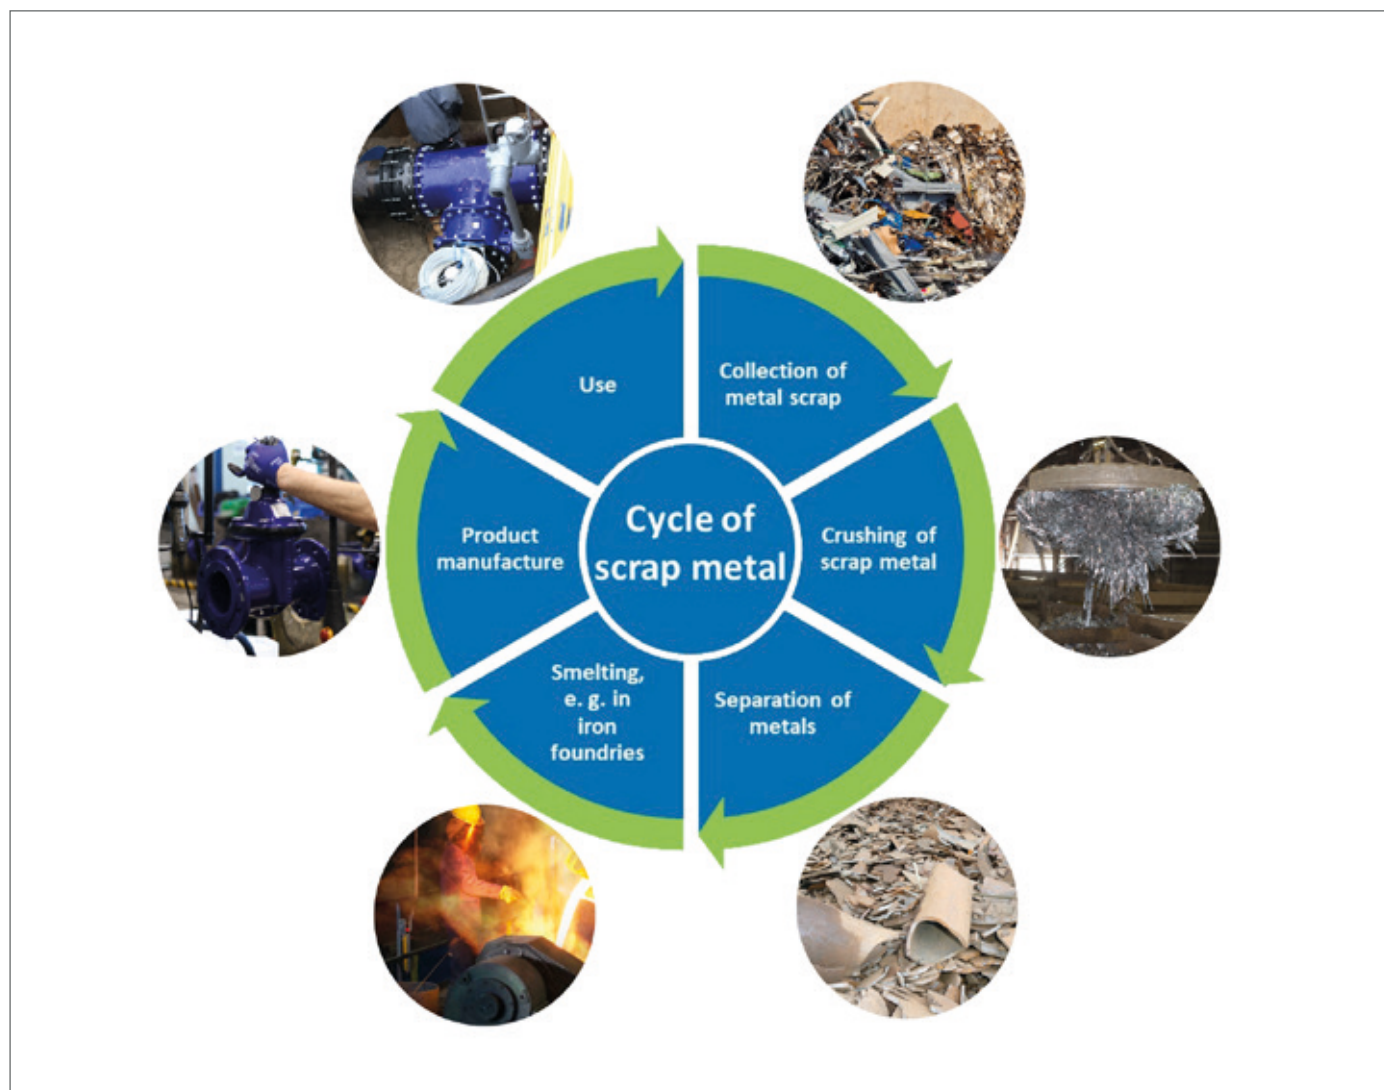 Cycle of
scrap metal
Collection of
metal scrap
Crushing of
scrap metal
Separation of
metals
Smelting,
e. g. in
iron
foundries
Product
manufacture
Use